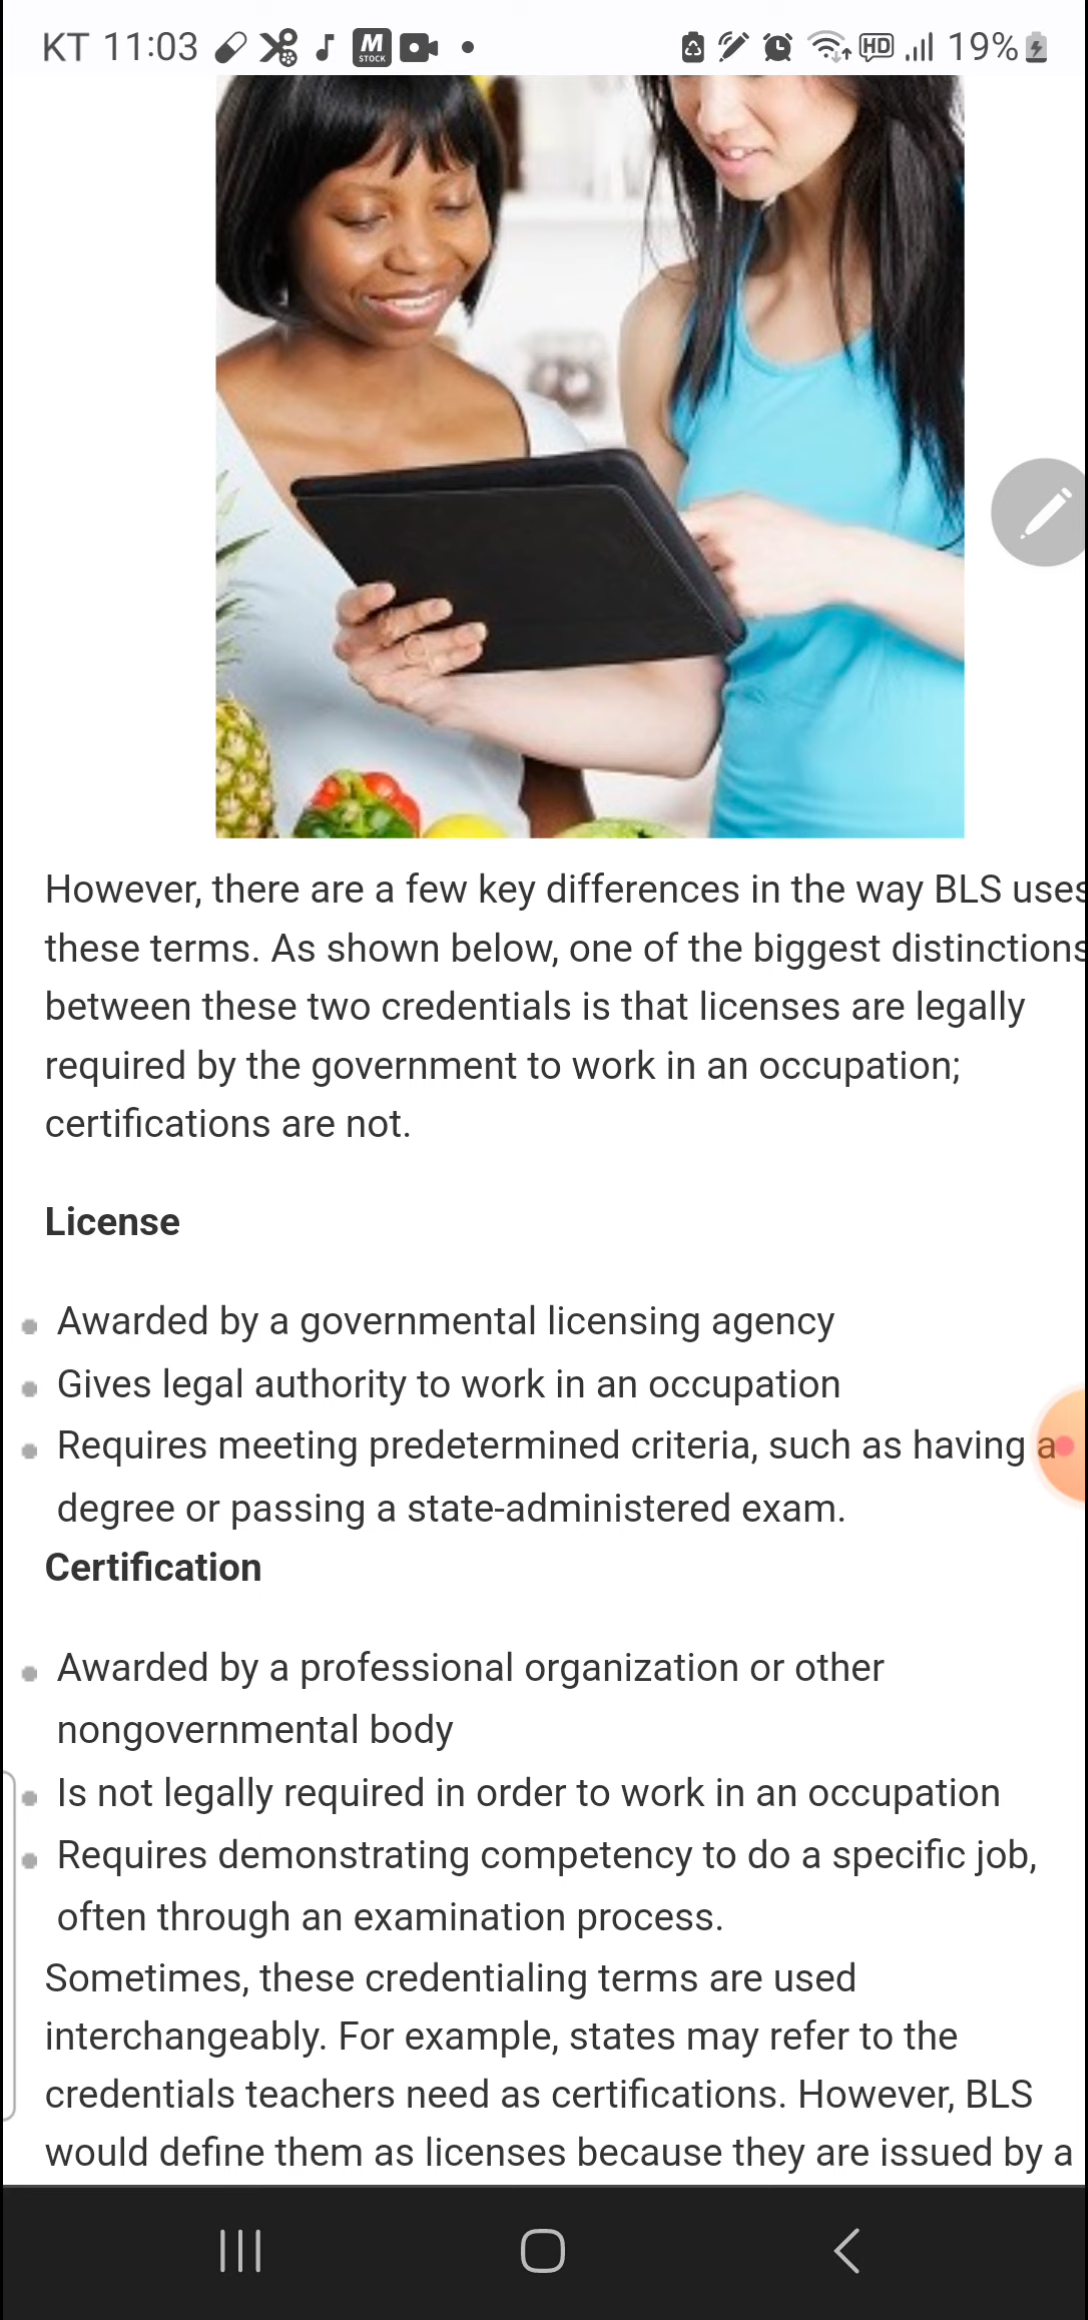 KT 11:03
M
STOCK
HD
19%
However, there are a few key differences in the way BLS uses
these terms. As shown below, one of the biggest distinctions
between these two credentials is that licenses are legally
required by the government to work in an occupation;
certifications are not.
License
Awarded by a governmental licensing agency
Gives legal authority to work in an occupation
Requires meeting predetermined criteria, such as having a
degree or passing a state-administered exam.
Certification
Awarded by a professional organization or other
nongovernmental body
Is not legally required in order to work in an occupation
Requires demonstrating competency to do a specific job,
often through an examination process.
Sometimes, these credentialing terms are used
interchangeably. For example, states may refer to the
credentials teachers need as certifications. However, BLS
would define them as licenses because they are issued by a